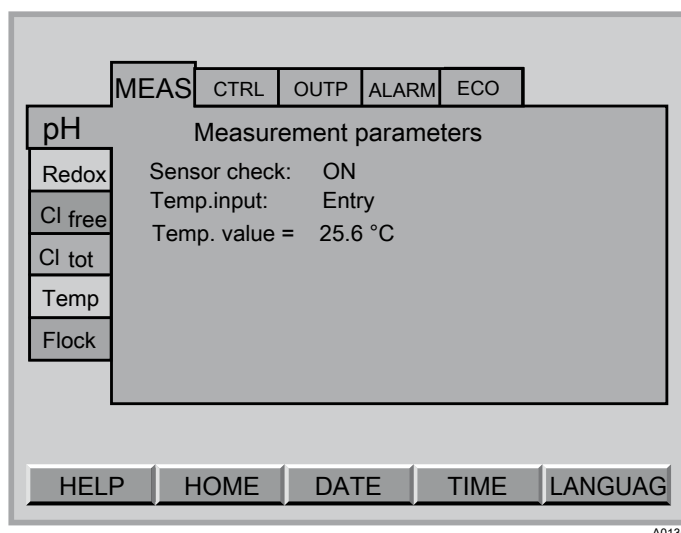 MEAS CTRL OUTP ALARM ECO
pH Measurement parameters
Redox Sensor check: ON
Cl free Temp.input: Entry
Temp. value = 25.6 °C
Cl tot
Temp
Flock
HELP HOME DATE TIME LANGUAG
A013